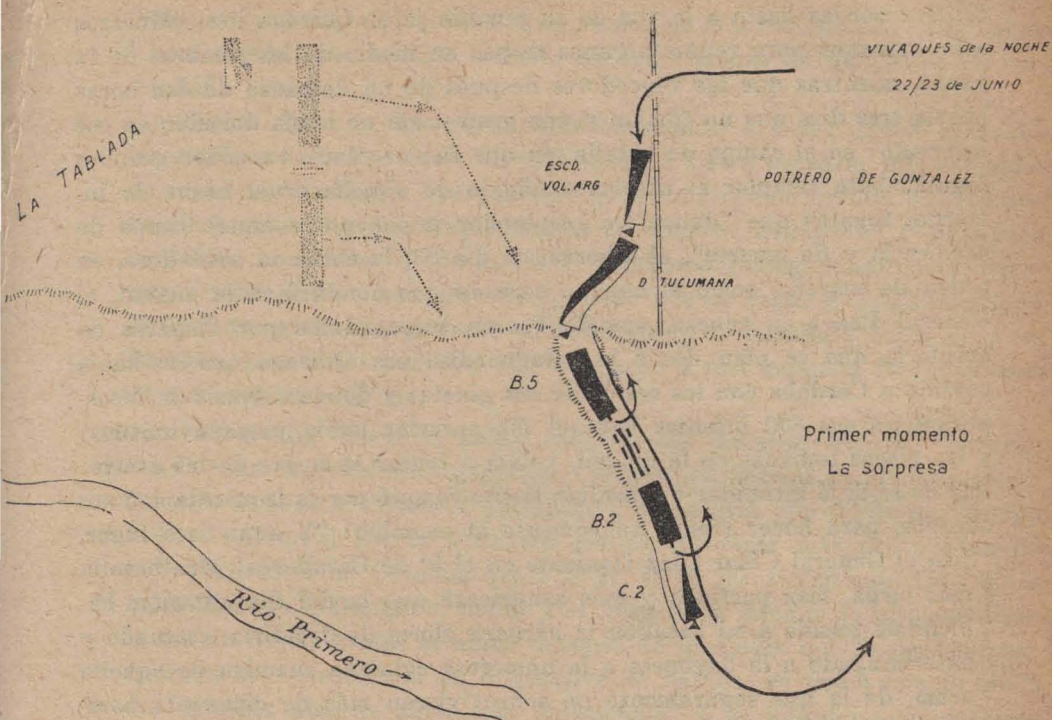 VIVAQUES de la NOCHE
22/23 de JUNIO
LA TABLADA
ESCD.
VOL. ARG
POTRERO DE GONZALEZ
D TUCUMANA
B.5
Primer momento
La sorpresa
B.2
C.2
Río Primero